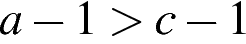 a − 1 > c − 1